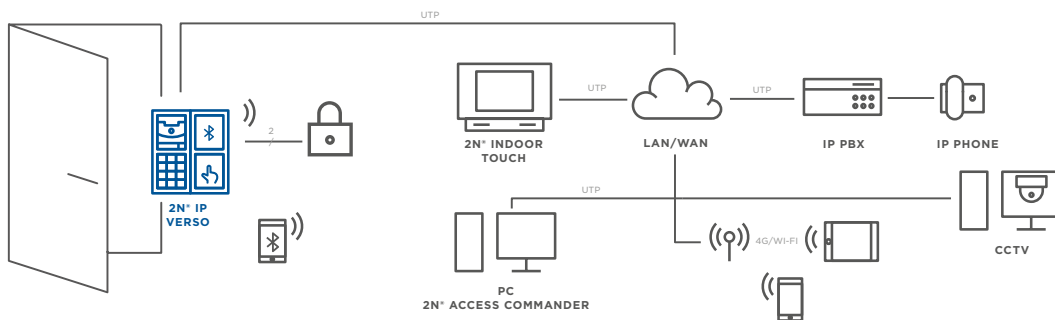 UTP
2
2N® IP
VERSO
2N® INDOOR
TOUCH
UTP
LAN/WAN
UTP
IP PBX
IP PHONE
UTP
PC
2N® ACCESS COMMANDER
4G/WI-FI
CCTV